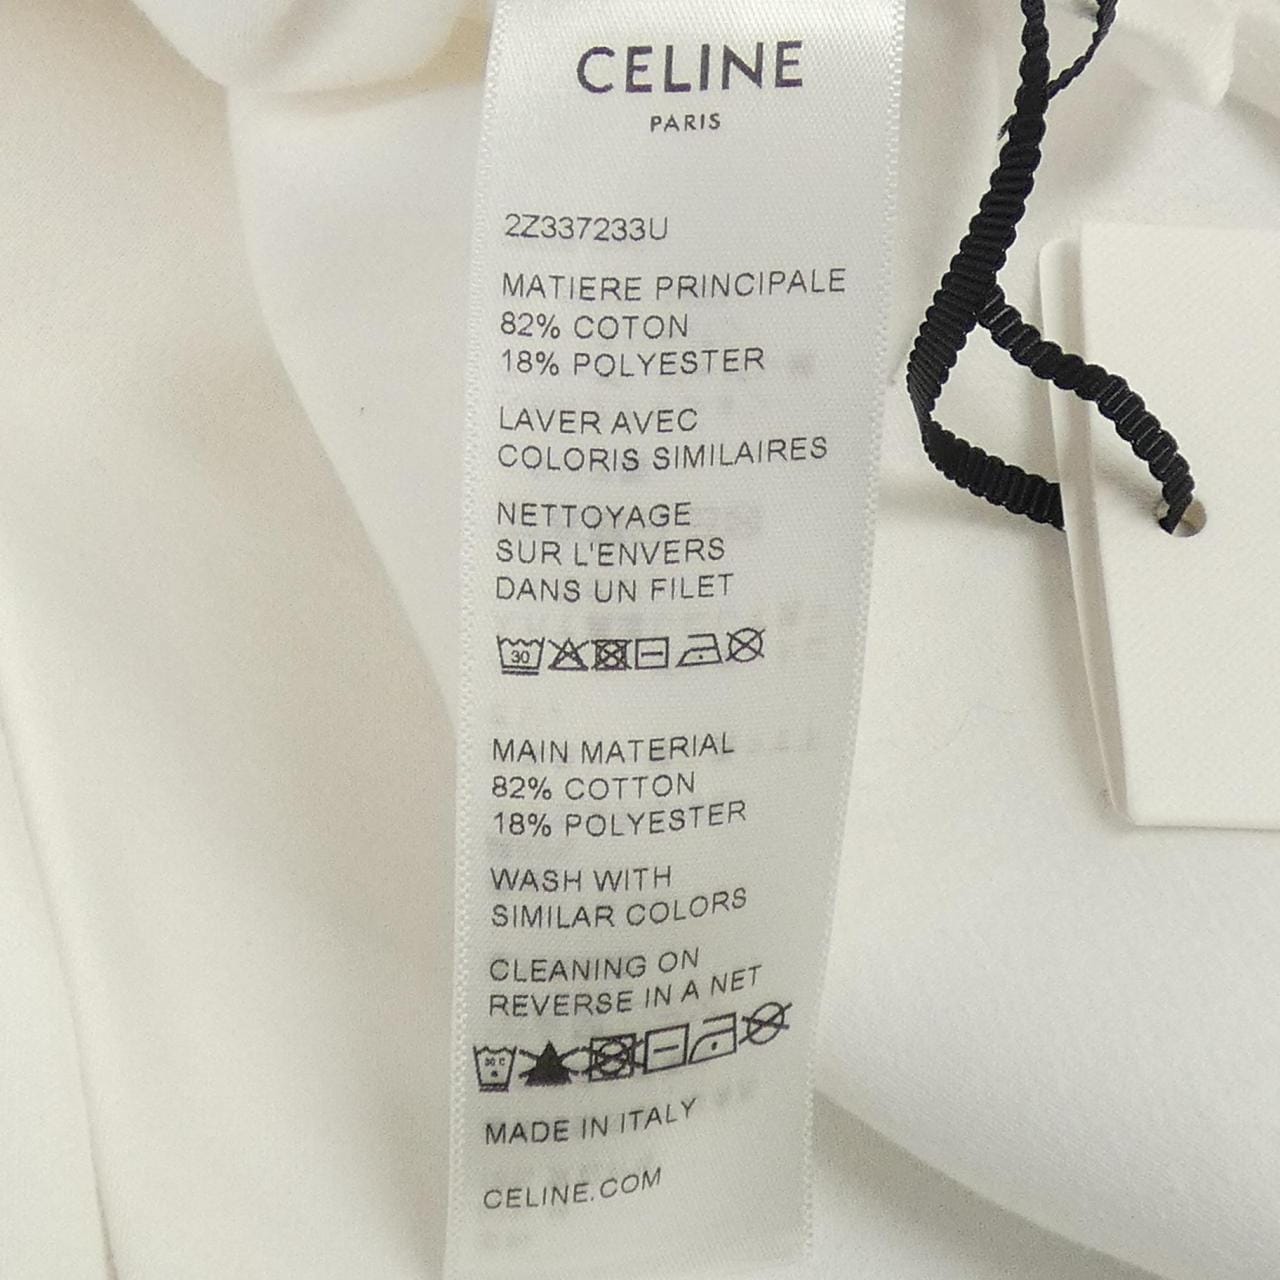 CELINE
PARIS
2Z337233U
MATIERE PRINCIPALE
82% COTON
18% POLYESTER
LAVER AVEC
COLORIS SIMILAIRES
NETTOYAGE
SUR L'ENVERS
DANS UN FILET
30
MAIN MATERIAL
82% COTTON
18% POLYESTER
WASH WITH
SIMILAR COLORS
CLEANING ON
REVERSE IN A NET
30 C
MADE IN ITALY
CELINE.COM